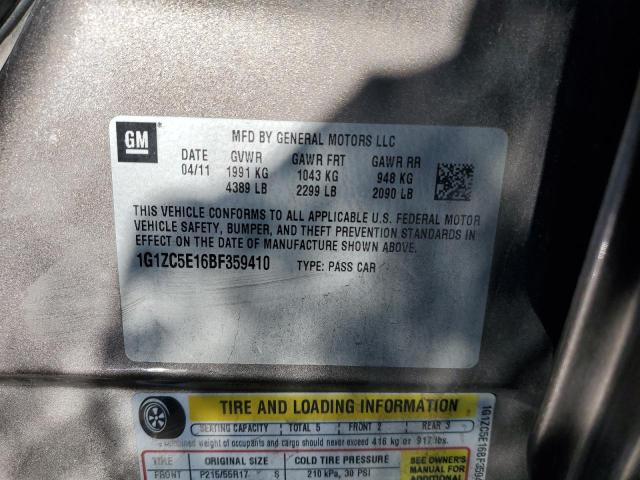 GM
MFD BY GENERAL MOTORS LLC
DATE GVWR GAWR FRT GAWR RR
04/11 1991 KG 1043 KG 948 KG
4389 LB 2299 LB 2090 LB
THIS VEHICLE CONFORMS TO ALL APPLICABLE U.S. FEDERAL MOTOR
VEHICLE SAFETY, BUMPER, AND THEFT PREVENTION STANDARDS IN
EFFECT ON THE DATE OF MANUFACTURE SHOWN ABOVE.
1G1ZC5E16BF359410 TYPE: PASS CAR
TIRE AND LOADING INFORMATION
SEATING CAPACITY TOTAL 5 FRONT 2 REAR 3
combined weight of occupants and cargo should never exceed 416 kg or 917 lbs.
TIRE ORIGINAL SIZE COLD TIRE PRESSURE
FRONT P215/55R17 S 210 kPa, 30 PSI
SEE OWNER'S
MANUAL FOR
ADDITIONAL
1G1ZC5E16BF3594